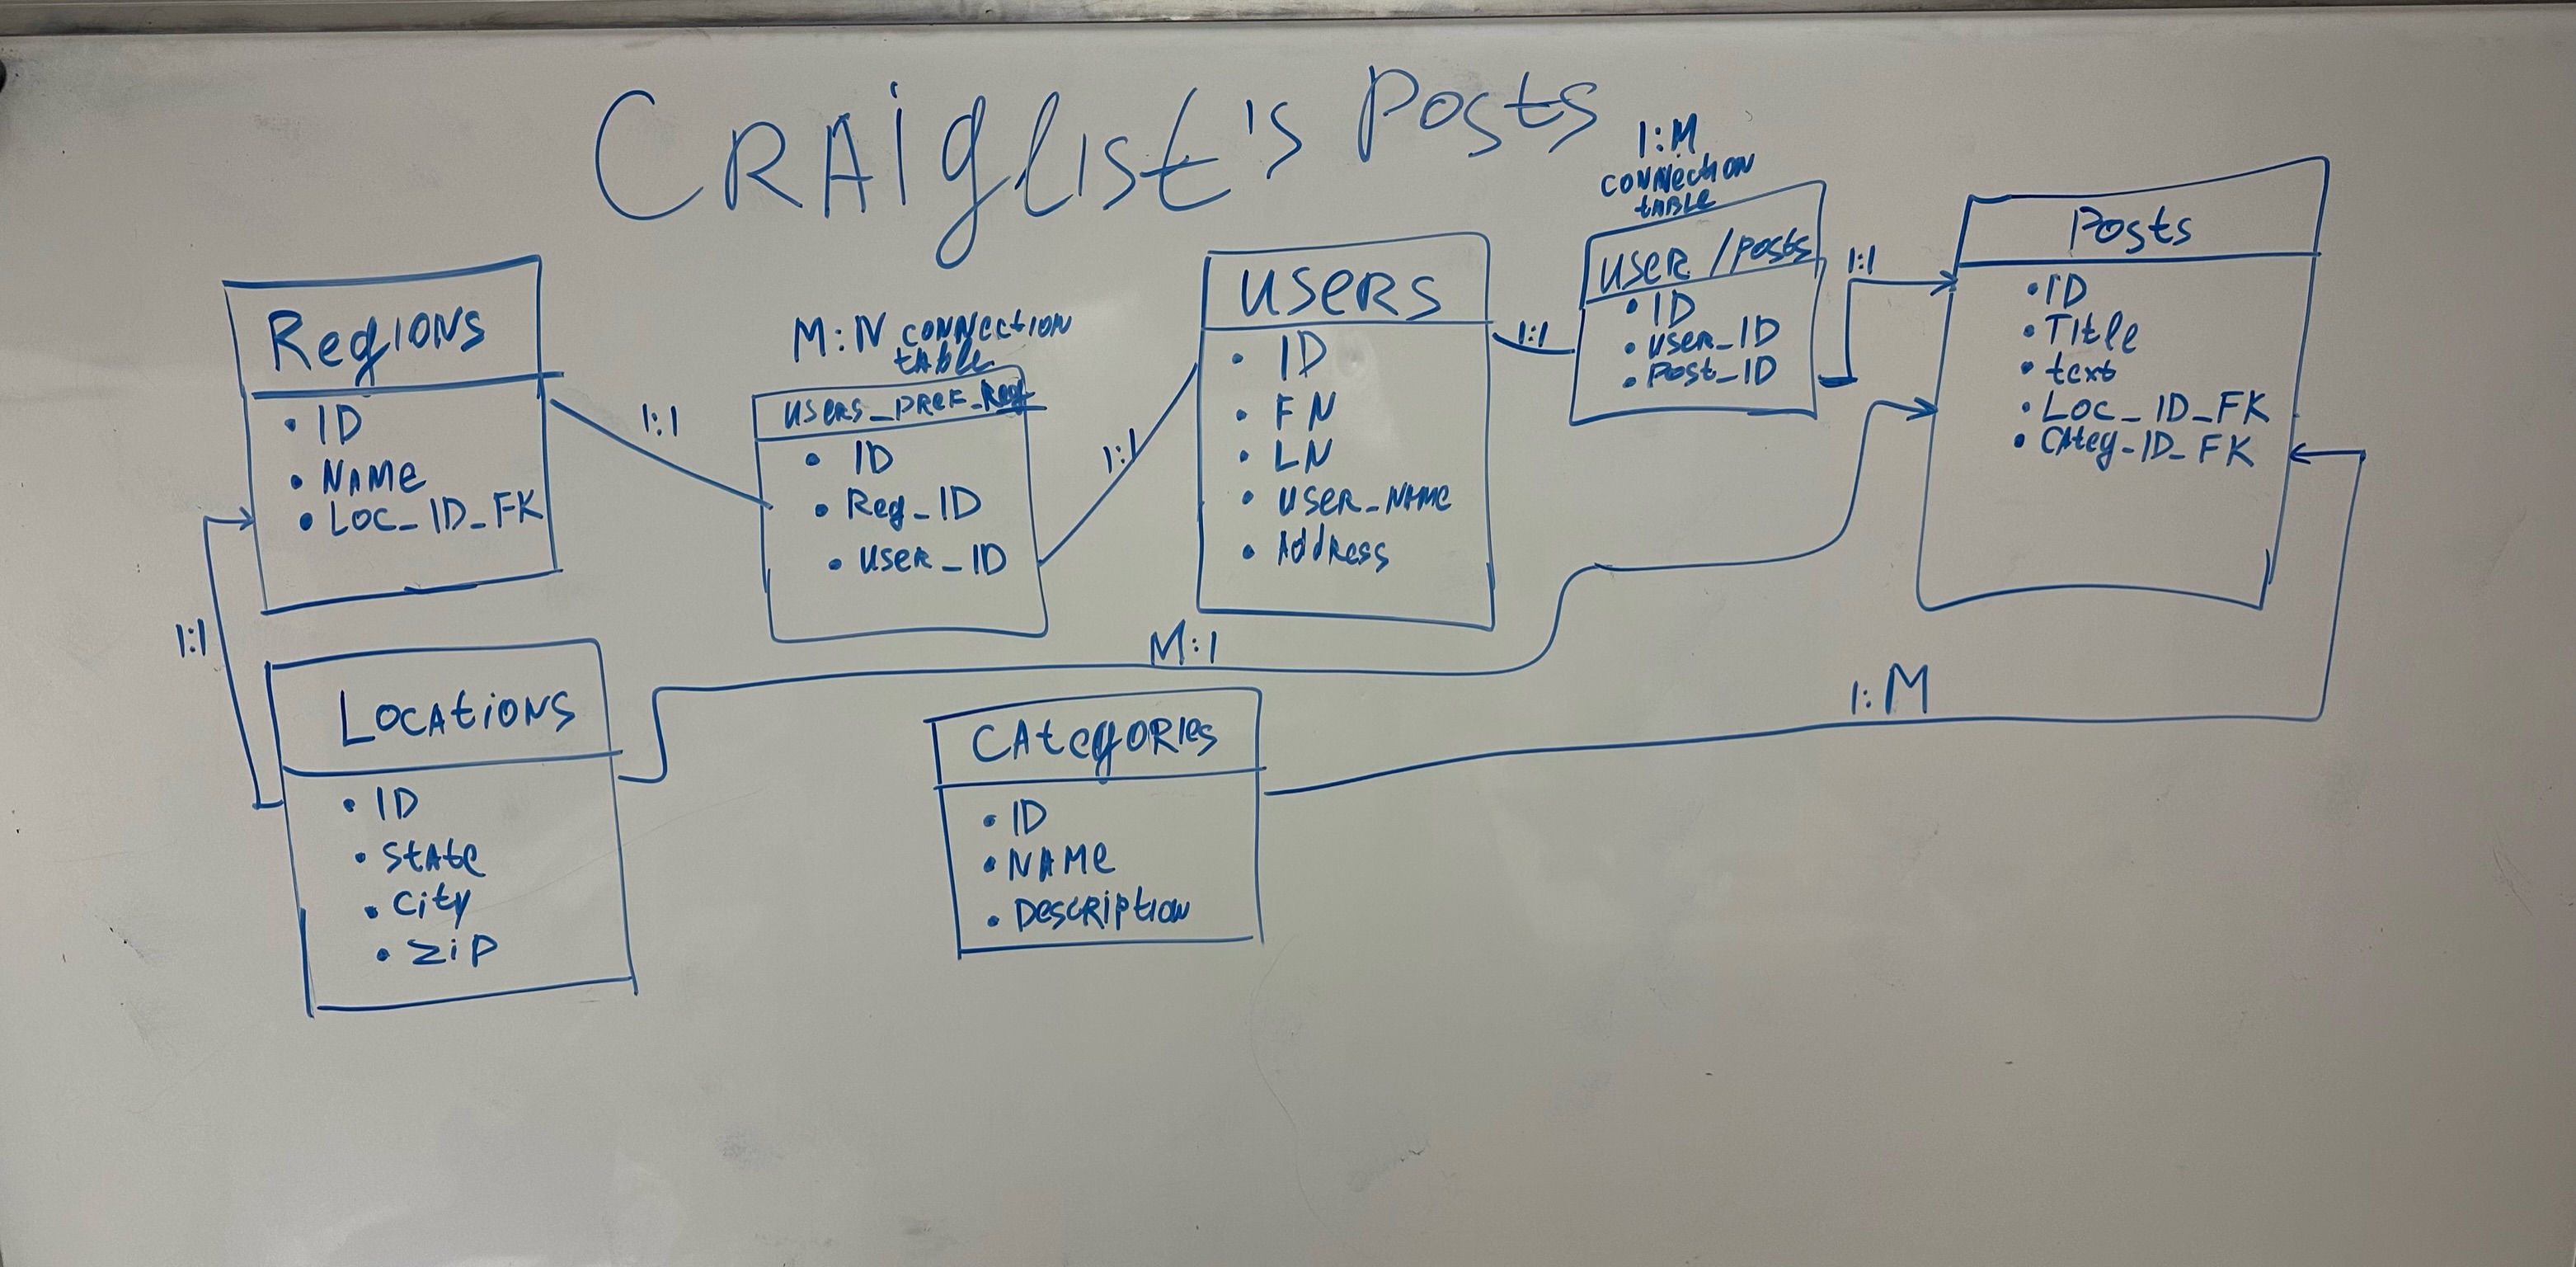 CRAiglist's posts
1:M
connection
table
Regions
• ID
• NAME
• Loc_ID_FK
1:1
M:N connection
table
users_pref_Reg
• ID
• Reg_ID
• user_ID
1:1
users
• ID
• FN
• LN
• user_NAME
• Address
1:1
user/posts
• ID
• user_ID
• Post_ID
1:1
Posts
• ID
• Title
• text
• Loc_ID_FK
• CAteg_ID_FK
1:1
Locations
• ID
• state
• city
• zip
M:1
CAtegories
• ID
• NAMe
• Description
1:M